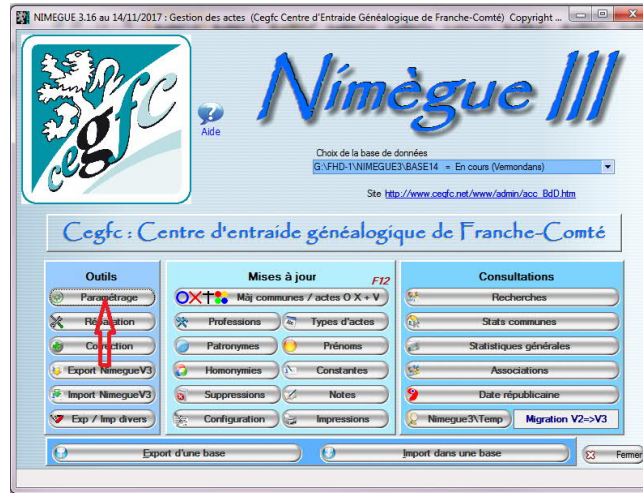 NIMEGUE 3.16 au 14/11/2017 : Gestion des actes (Cegfc Centre d'Entraide Généalogique de Franche-Comté) Copyright ...
cegfc
Aide
Nimègue III
Choix de la base de données
G:\FHD-1\NIMEGUE3\BASE14 = En cours (Vermondans)
Site http://www.cegfc.net/www/admin/acc_BdD.htm
Cegfc : Centre d'entraide généalogique de Franche-Comté
Outils
Paramétrage
Réparation
Correction
Export NimegueV3
Import NimegueV3
Exp / Imp divers
Mises à jour F12
Màj communes / actes O X + V
Professions Types d'actes
Patronymes Prénoms
Homonymies Constantes
Suppressions Notes
Configuration Impressions
Consultations
Recherches
Stats communes
Statistiques générales
Associations
Date républicaine
Nimegue3\Temp Migration V2=>V3
Export d'une base Import dans une base Fermer